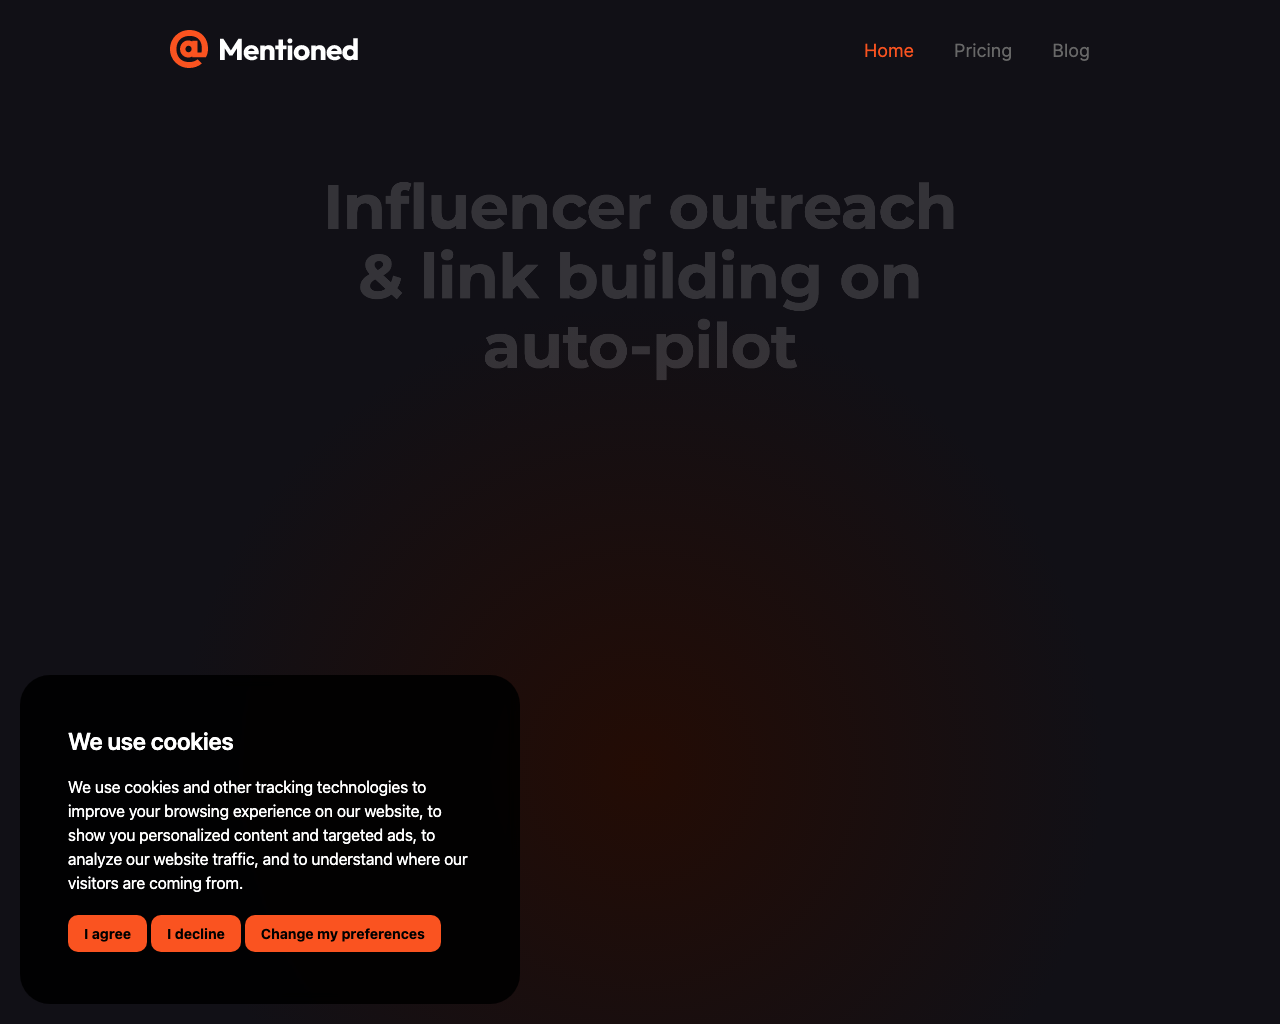 @ Mentioned
Home Pricing Blog
Influencer outreach
& link building on
auto-pilot
We use cookies
We use cookies and other tracking technologies to
improve your browsing experience on our website, to
show you personalized content and targeted ads, to
analyze our website traffic, and to understand where our
visitors are coming from.
I agree I decline Change my preferences